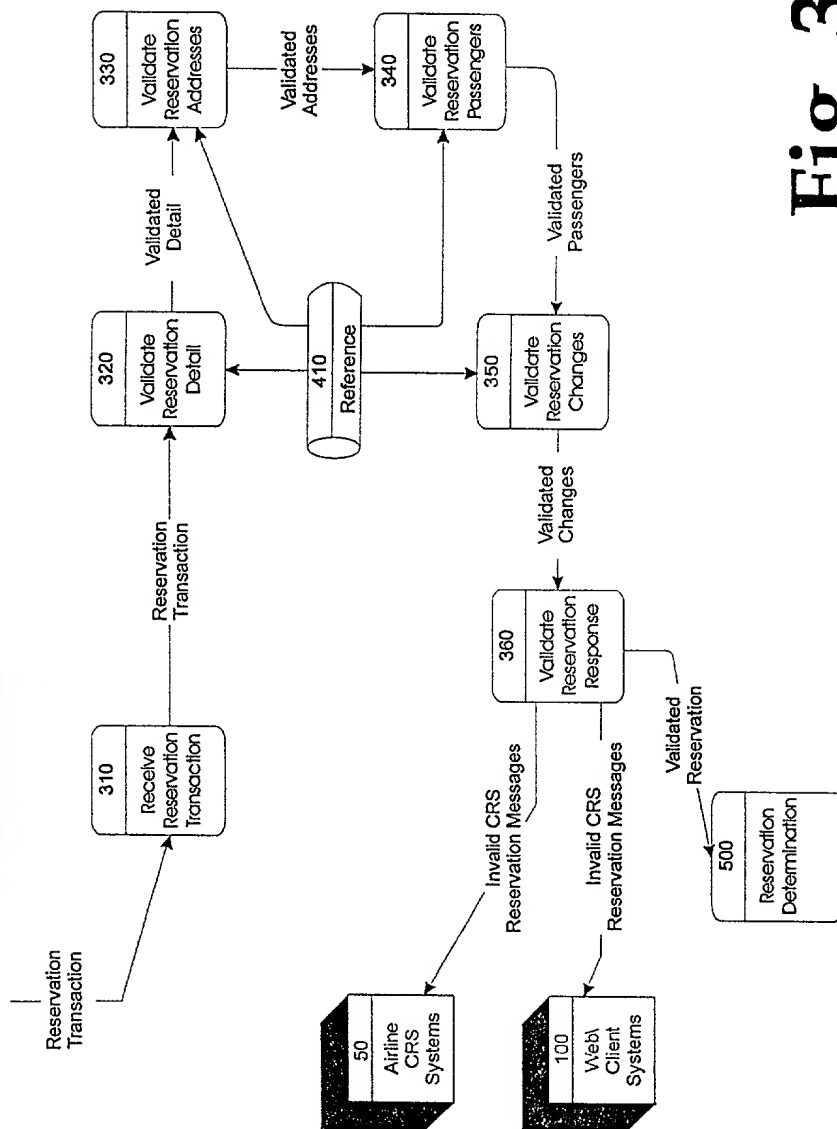 Reservation
Transaction
310
Receive
Reservation
Transaction
Reservation
Transaction
320
Validate
Reservation
Detail
Validated
Detail
330
Validate
Reservation
Addresses
Validated
Addresses
340
Validate
Reservation
Passengers
410
Reference
Validated
Passengers
350
Validate
Reservation
Changes
Validated
Changes
360
Validate
Reservation
Response
Invalid CRS
Reservation Messages
Invalid CRS
Reservation Messages
Validated
Reservation
50
Airline
CRS
Systems
100
Web\
Client
Systems
500
Reservation
Determination
Fig. 3